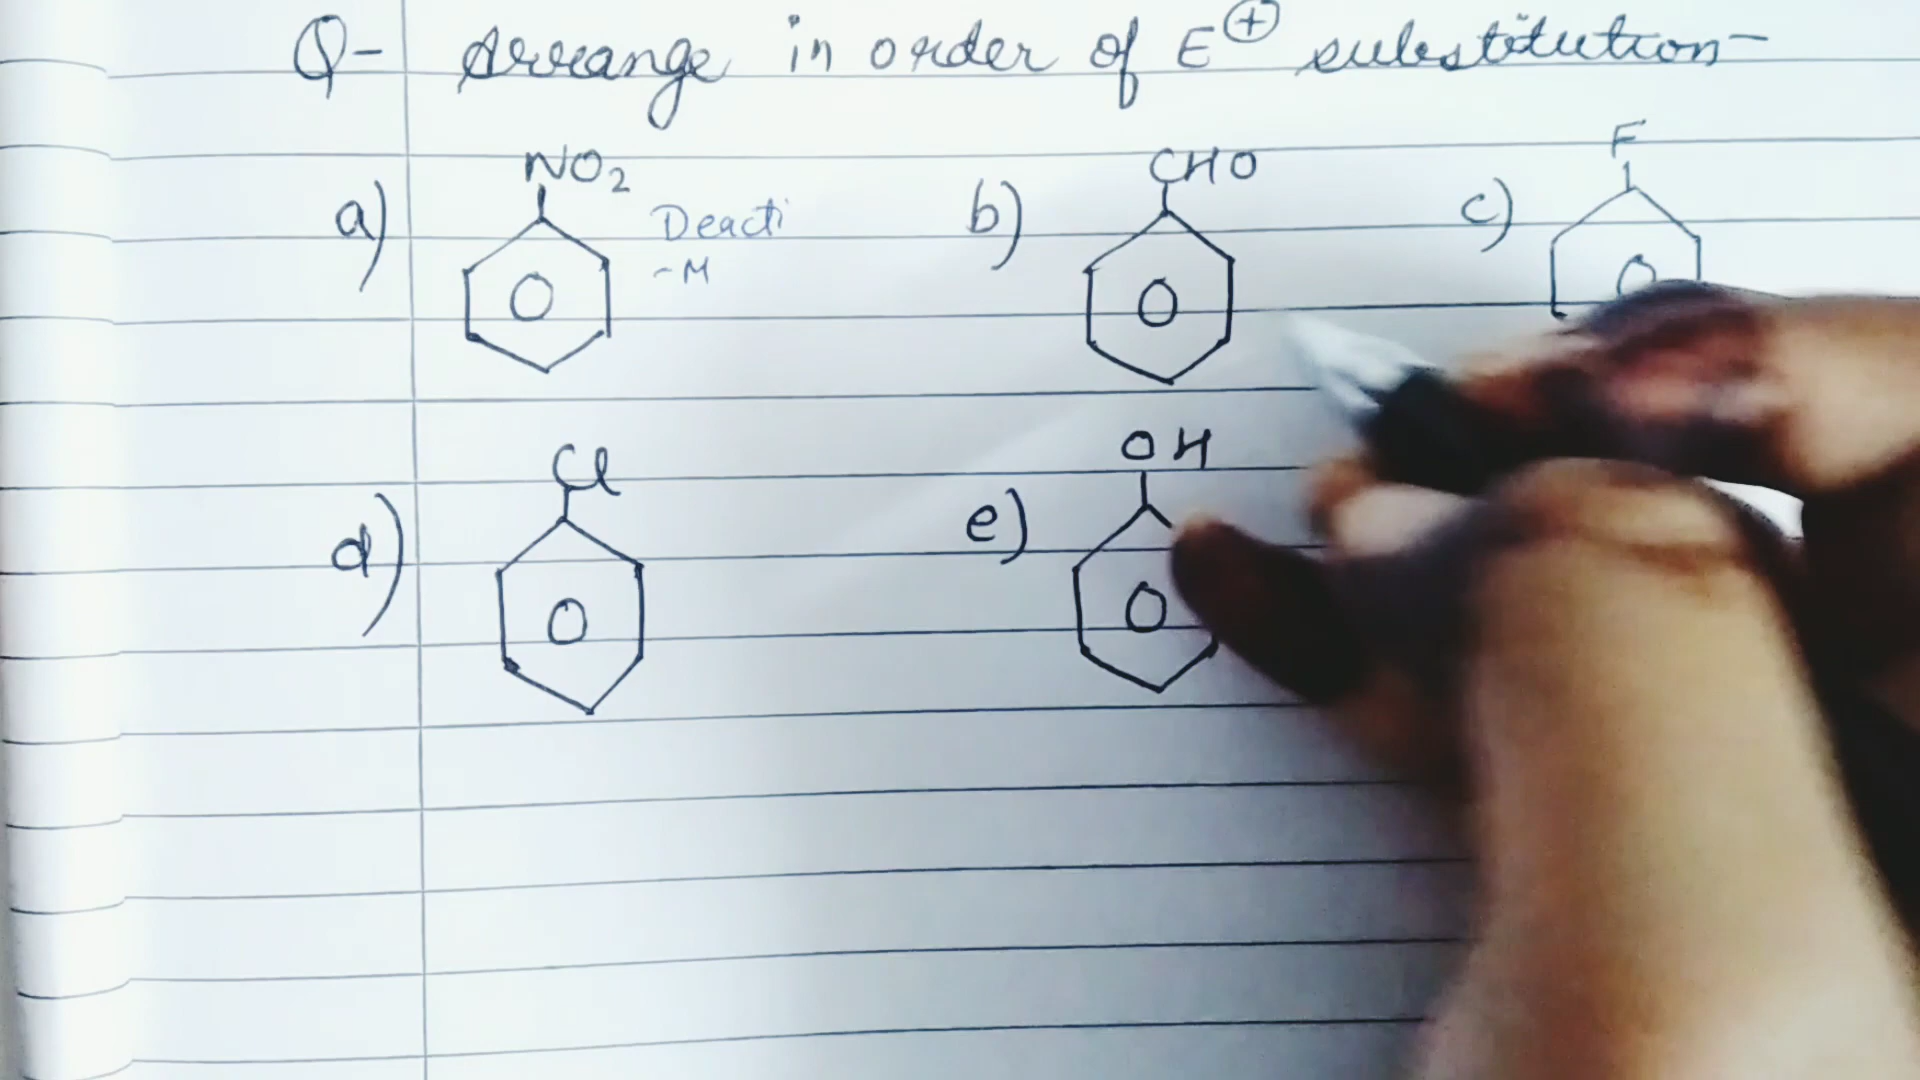 Q- Arrange in order of E⊕ substitution-
a) NO2 Deacti
-M
b) CHO
c) F
d) Cl
e) OH